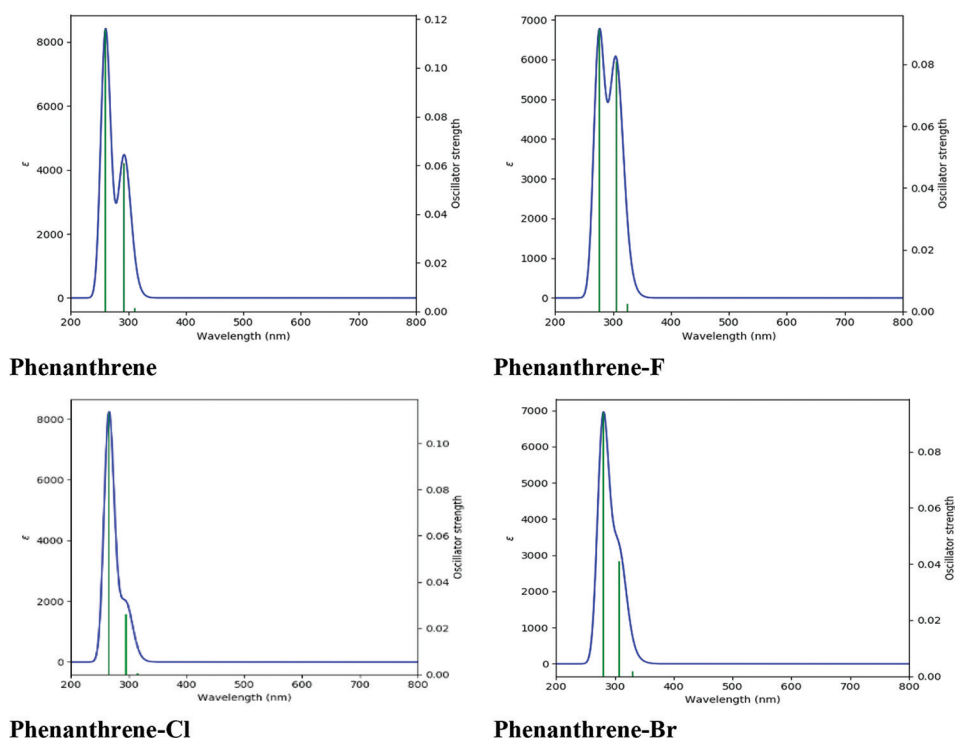 8000
6000
4000
2000
0
ε
0.12
0.10
0.08
0.06
0.04
0.02
0.00
Oscillator strength
200 300 400 500 600 700 800
Wavelength (nm)
Phenanthrene
7000
6000
5000
4000
3000
2000
1000
0
ε
0.08
0.06
0.04
0.02
0.00
Oscillator strength
200 300 400 500 600 700 800
Wavelength (nm)
Phenanthrene-F
8000
6000
4000
2000
0
ε
0.10
0.08
0.06
0.04
0.02
0.00
Oscillator strength
200 300 400 500 600 700 800
Wavelength (nm)
Phenanthrene-Cl
7000
6000
5000
4000
3000
2000
1000
0
ε
0.08
0.06
0.04
0.02
0.00
Oscillator strength
200 300 400 500 600 700 800
Wavelength (nm)
Phenanthrene-Br